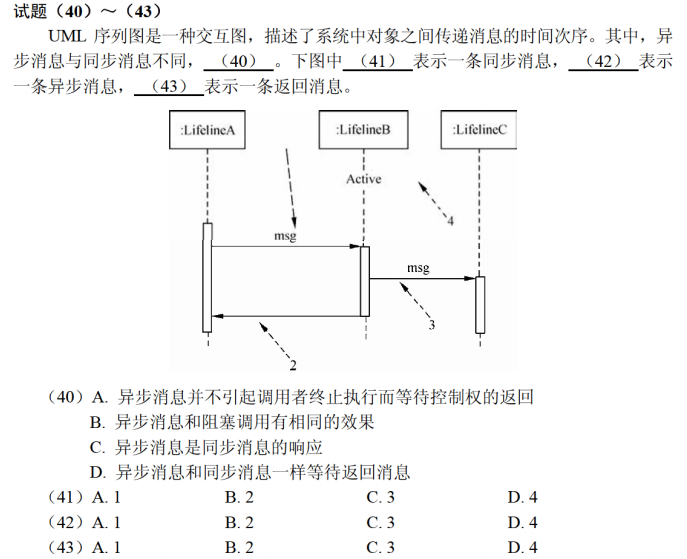 试题（40）～（43）
UML 序列图是一种交互图，描述了系统中对象之间传递消息的时间次序。其中，异
步消息与同步消息不同，（40）。下图中（41）表示一条同步消息，（42）表示
一条异步消息，（43）表示一条返回消息。
:LifelineA :LifelineB :LifelineC
Active
4
msg
msg
3
2
（40）A. 异步消息并不引起调用者终止执行而等待控制权的返回
B. 异步消息和阻塞调用有相同的效果
C. 异步消息是同步消息的响应
D. 异步消息和同步消息一样等待返回消息
（41）A. 1 B. 2 C. 3 D. 4
（42）A. 1 B. 2 C. 3 D. 4
（43）A. 1 B. 2 C. 3 D. 4